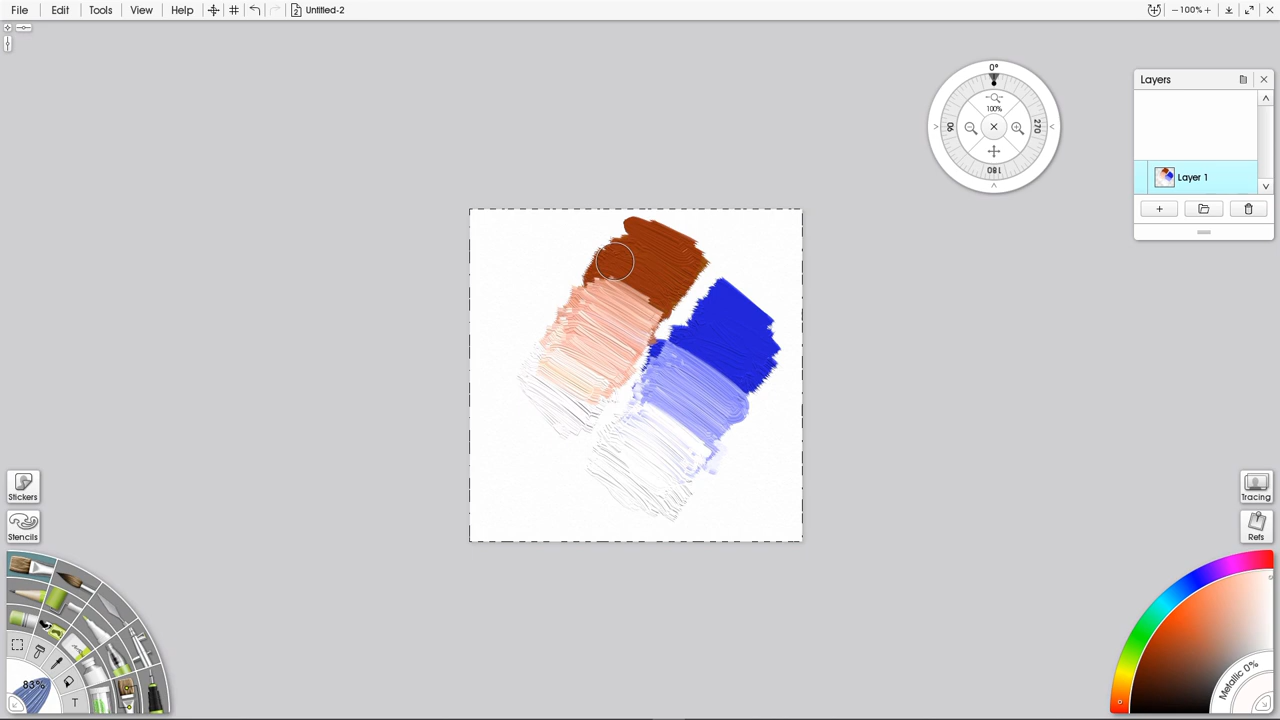 File Edit Tools View Help 2 Untitled-2 100%
0°
100%
90
270
180
Layers
Layer 1
Stickers
Stencils
Tracing
Refs
83%
T
Metallic 0%